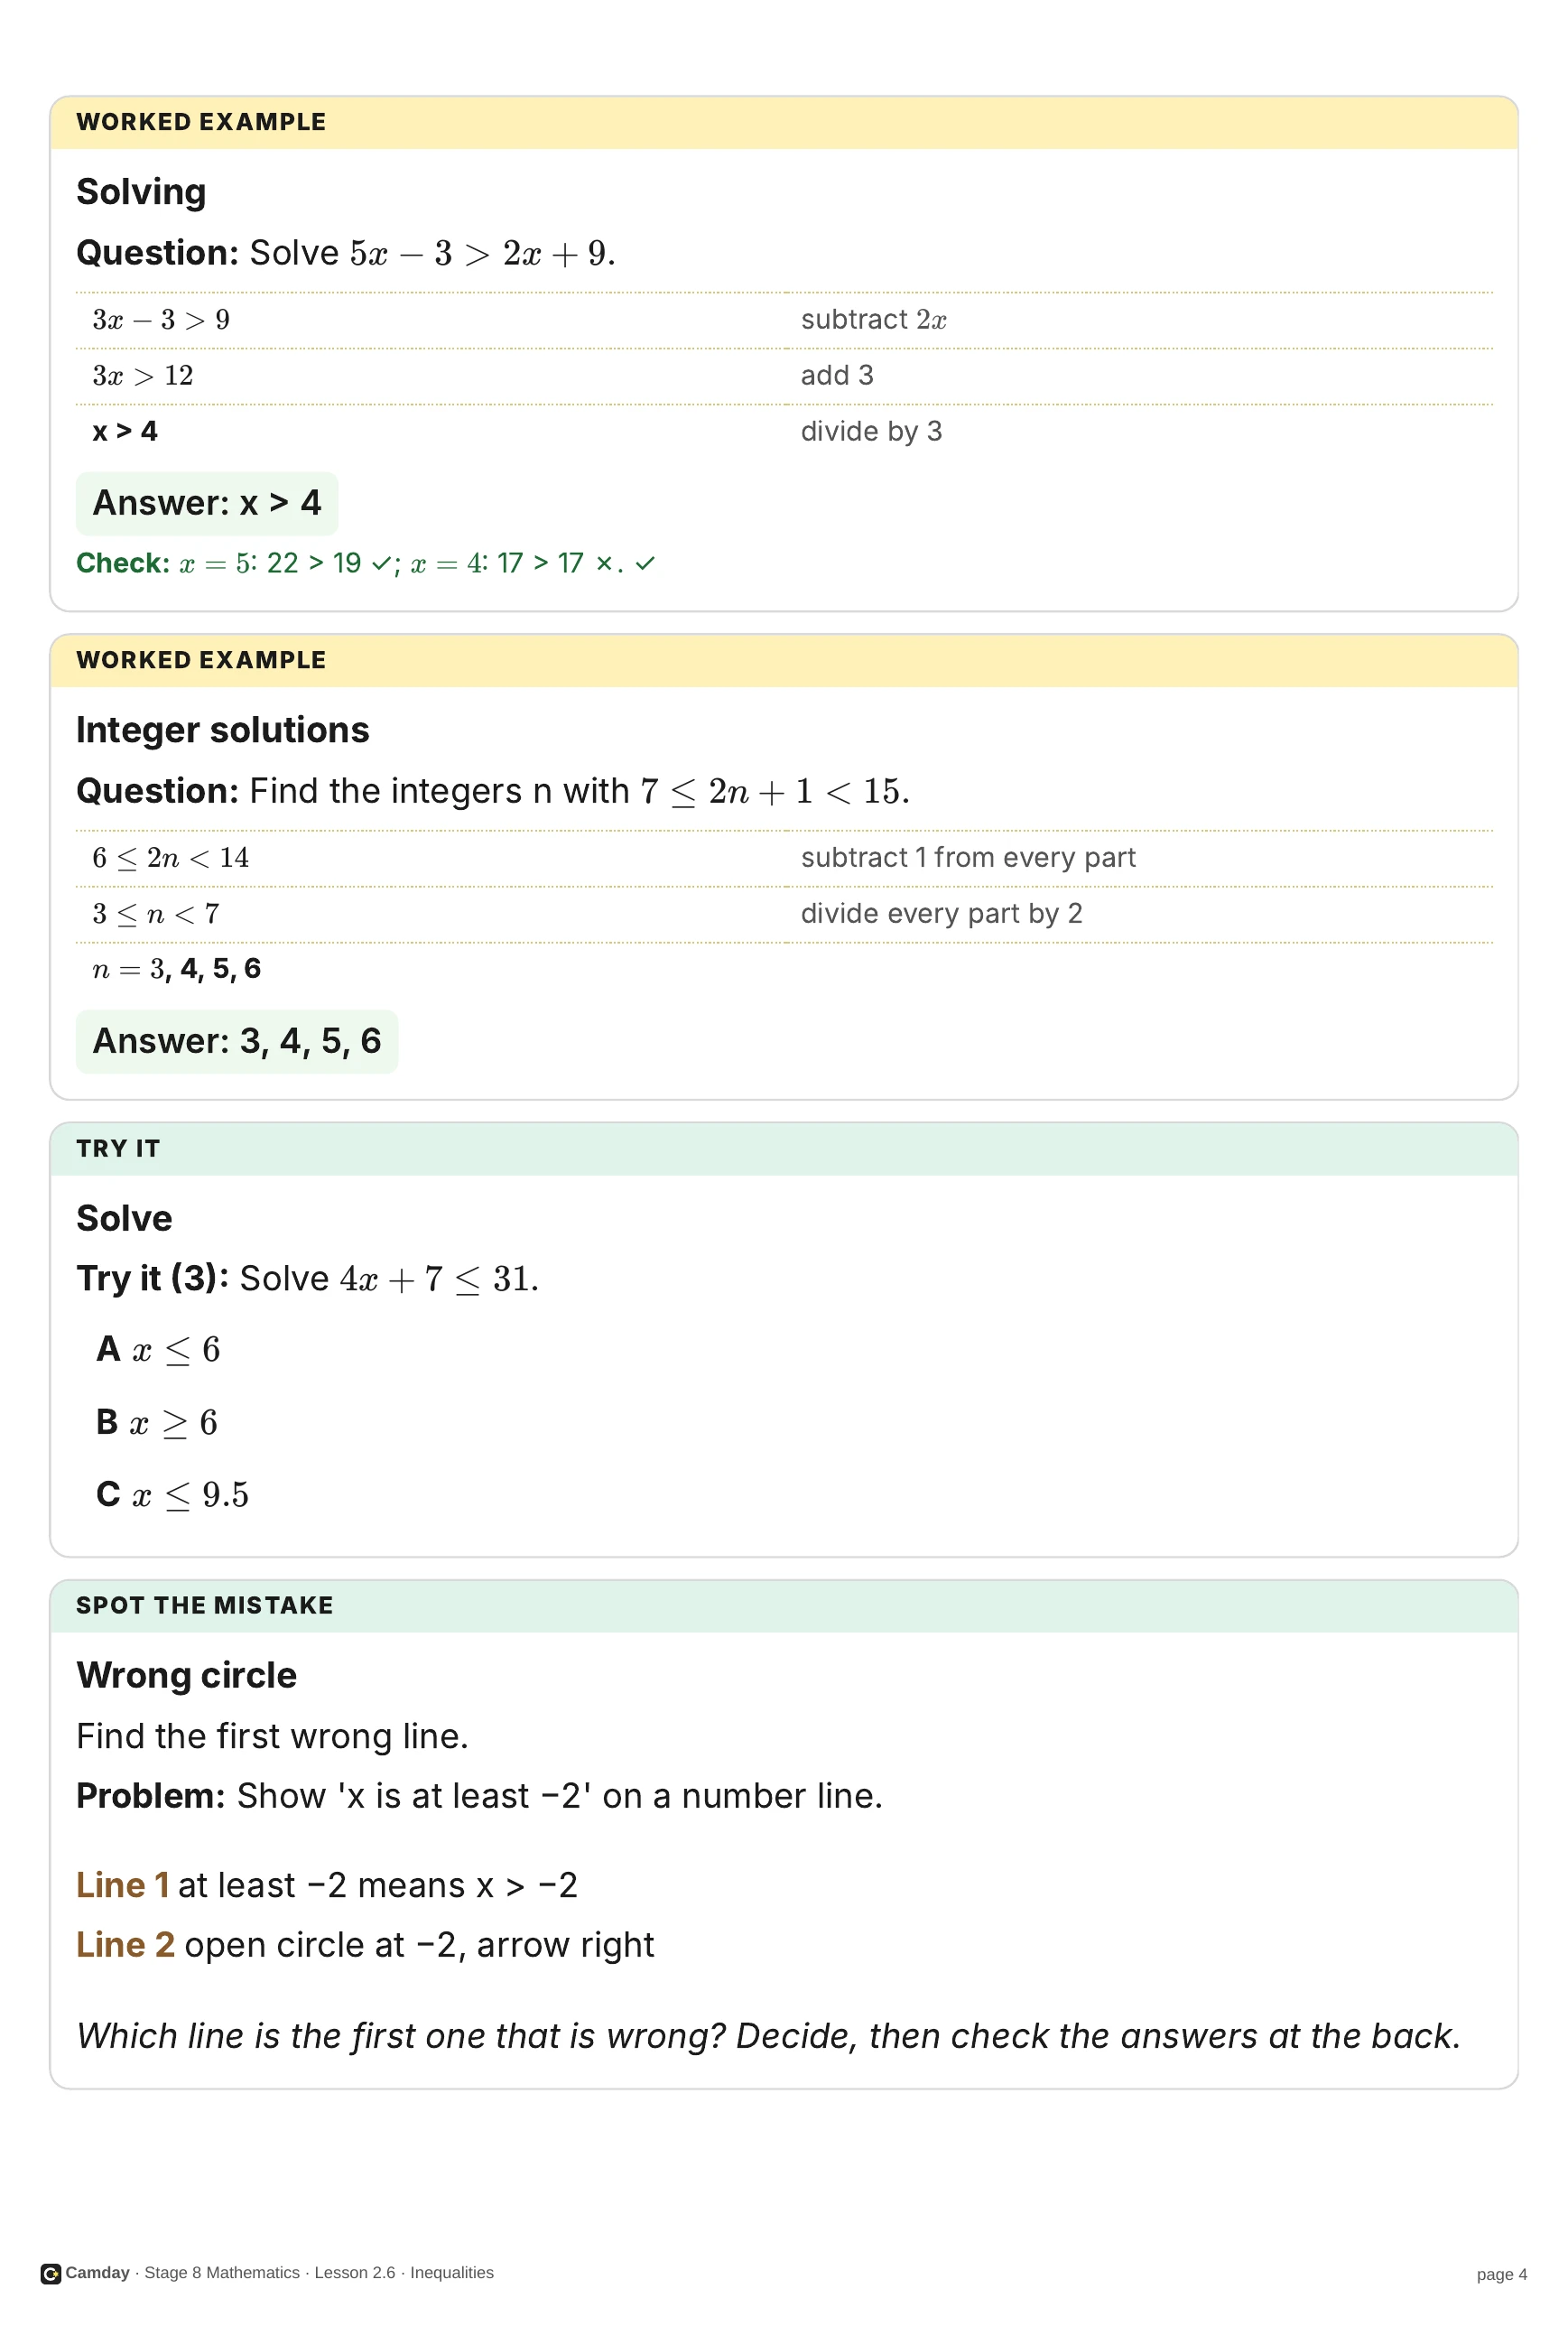 WORKED EXAMPLE
Solving
Question: Solve 5x − 3 > 2x + 9.
3x − 3 > 9 subtract 2x
3x > 12 add 3
x > 4 divide by 3
Answer: x > 4
Check: x = 5: 22 > 19 ✓; x = 4: 17 > 17 ×. ✓
WORKED EXAMPLE
Integer solutions
Question: Find the integers n with 7 ≤ 2n + 1 < 15.
6 ≤ 2n < 14 subtract 1 from every part
3 ≤ n < 7 divide every part by 2
n = 3, 4, 5, 6
Answer: 3, 4, 5, 6
TRY IT
Solve
Try it (3): Solve 4x + 7 ≤ 31.
A x ≤ 6
B x ≥ 6
C x ≤ 9.5
SPOT THE MISTAKE
Wrong circle
Find the first wrong line.
Problem: Show 'x is at least −2' on a number line.
Line 1 at least −2 means x > −2
Line 2 open circle at −2, arrow right
Which line is the first one that is wrong? Decide, then check the answers at the back.
Camday · Stage 8 Mathematics · Lesson 2.6 · Inequalities page 4